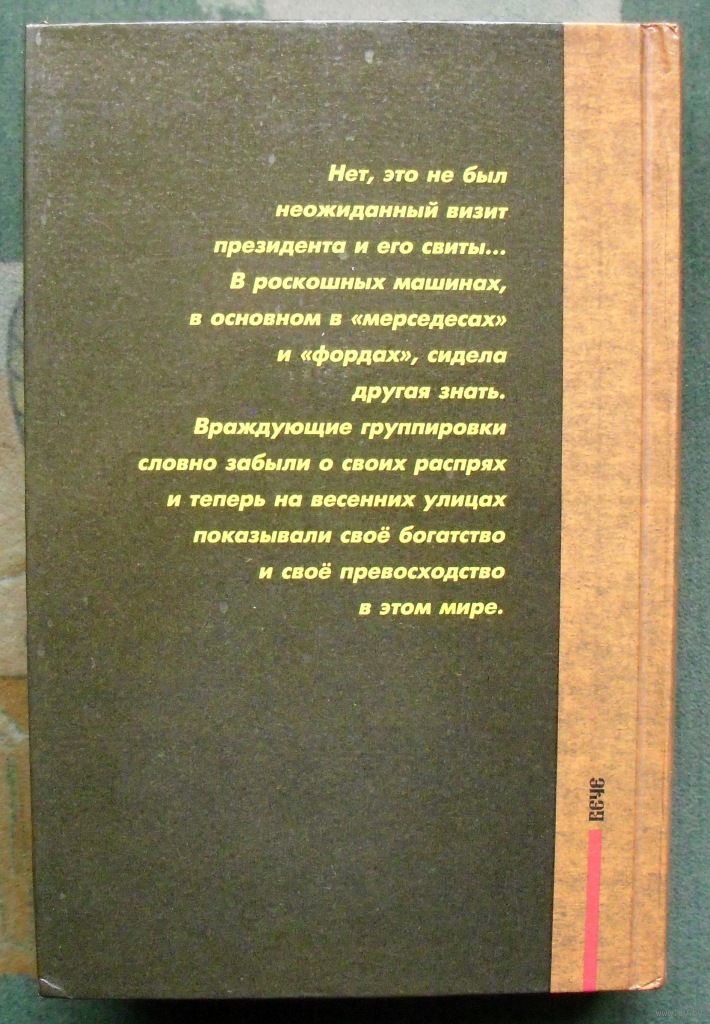 Нет, это не был
неожиданный визит
президента и его свиты...
В роскошных машинах,
в основном в «мерседесах»
и «фордах», сидела
другая знать.
Враждующие группировки
словно забыли о своих распрях
и теперь на весенних улицах
показывали своё богатство
и своё превосходство
в этом мире.
ВЕЧЕ